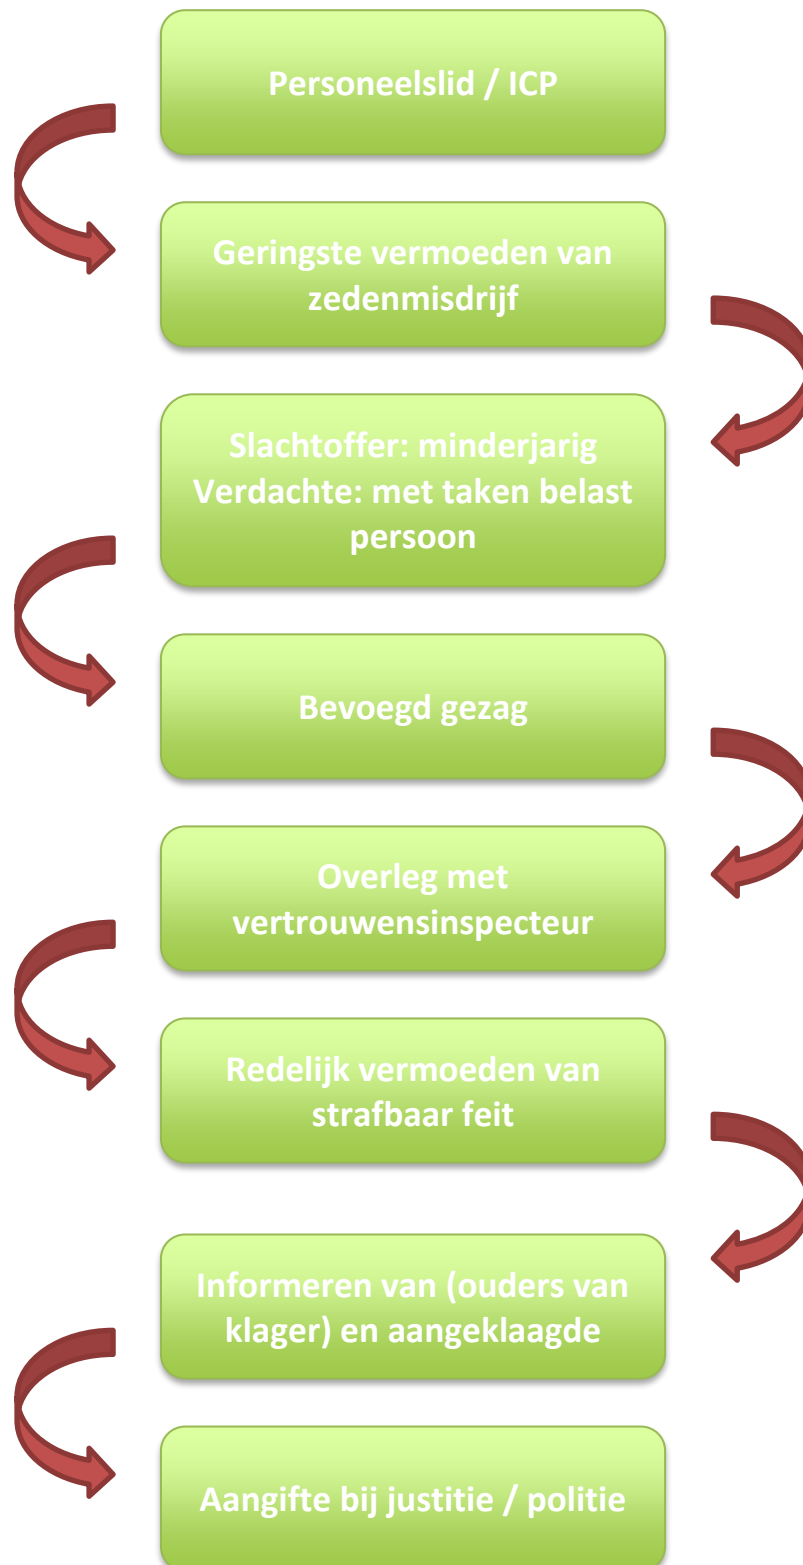 Personeelslid / ICP
Geringste vermoeden van
zedenmisdrijf
Slachtoffer: minderjarig
Verdachte: met taken belast
persoon
Bevoegd gezag
Overleg met
vertrouwensinspecteur
Redelijk vermoeden van
strafbaar feit
Informeren van (ouders van
klager) en aangeklaagde
Aangifte bij justitie / politie